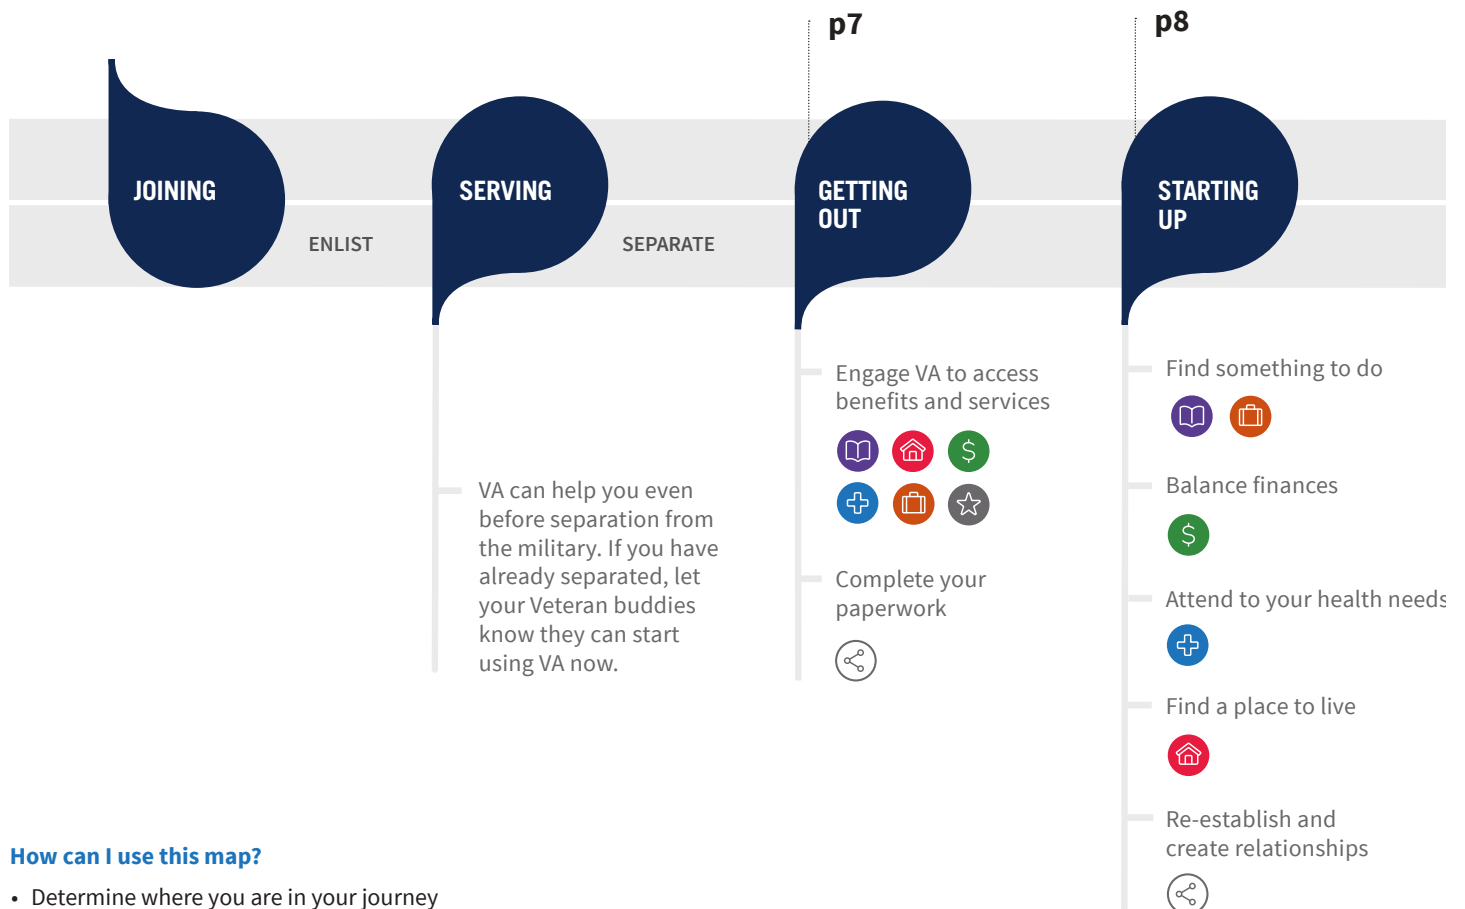 p7
p8
JOINING
ENLIST
SERVING
SEPARATE
GETTING
OUT
STARTING
UP
VA can help you even
before separation from
the military. If you have
already separated, let
your Veteran buddies
know they can start
using VA now.
Engage VA to access
benefits and services
Complete your
paperwork
Find something to do
Balance finances
Attend to your health needs
Find a place to live
Re-establish and
create relationships
How can I use this map?
• Determine where you are in your journey